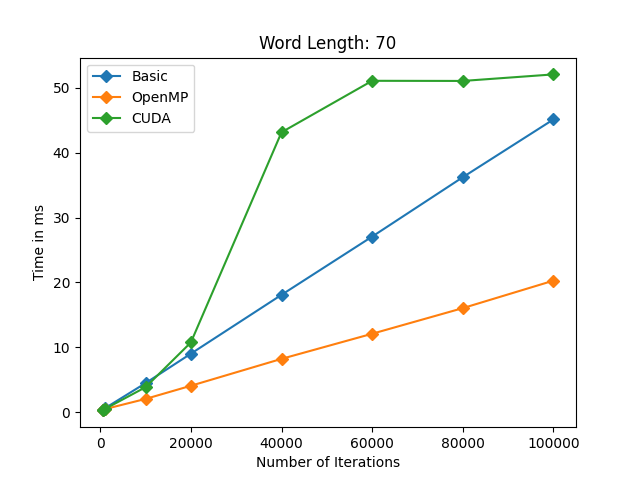 Word Length: 70
Basic
OpenMP
CUDA
Time in ms
50
40
30
20
10
0
0 20000 40000 60000 80000 100000
Number of Iterations